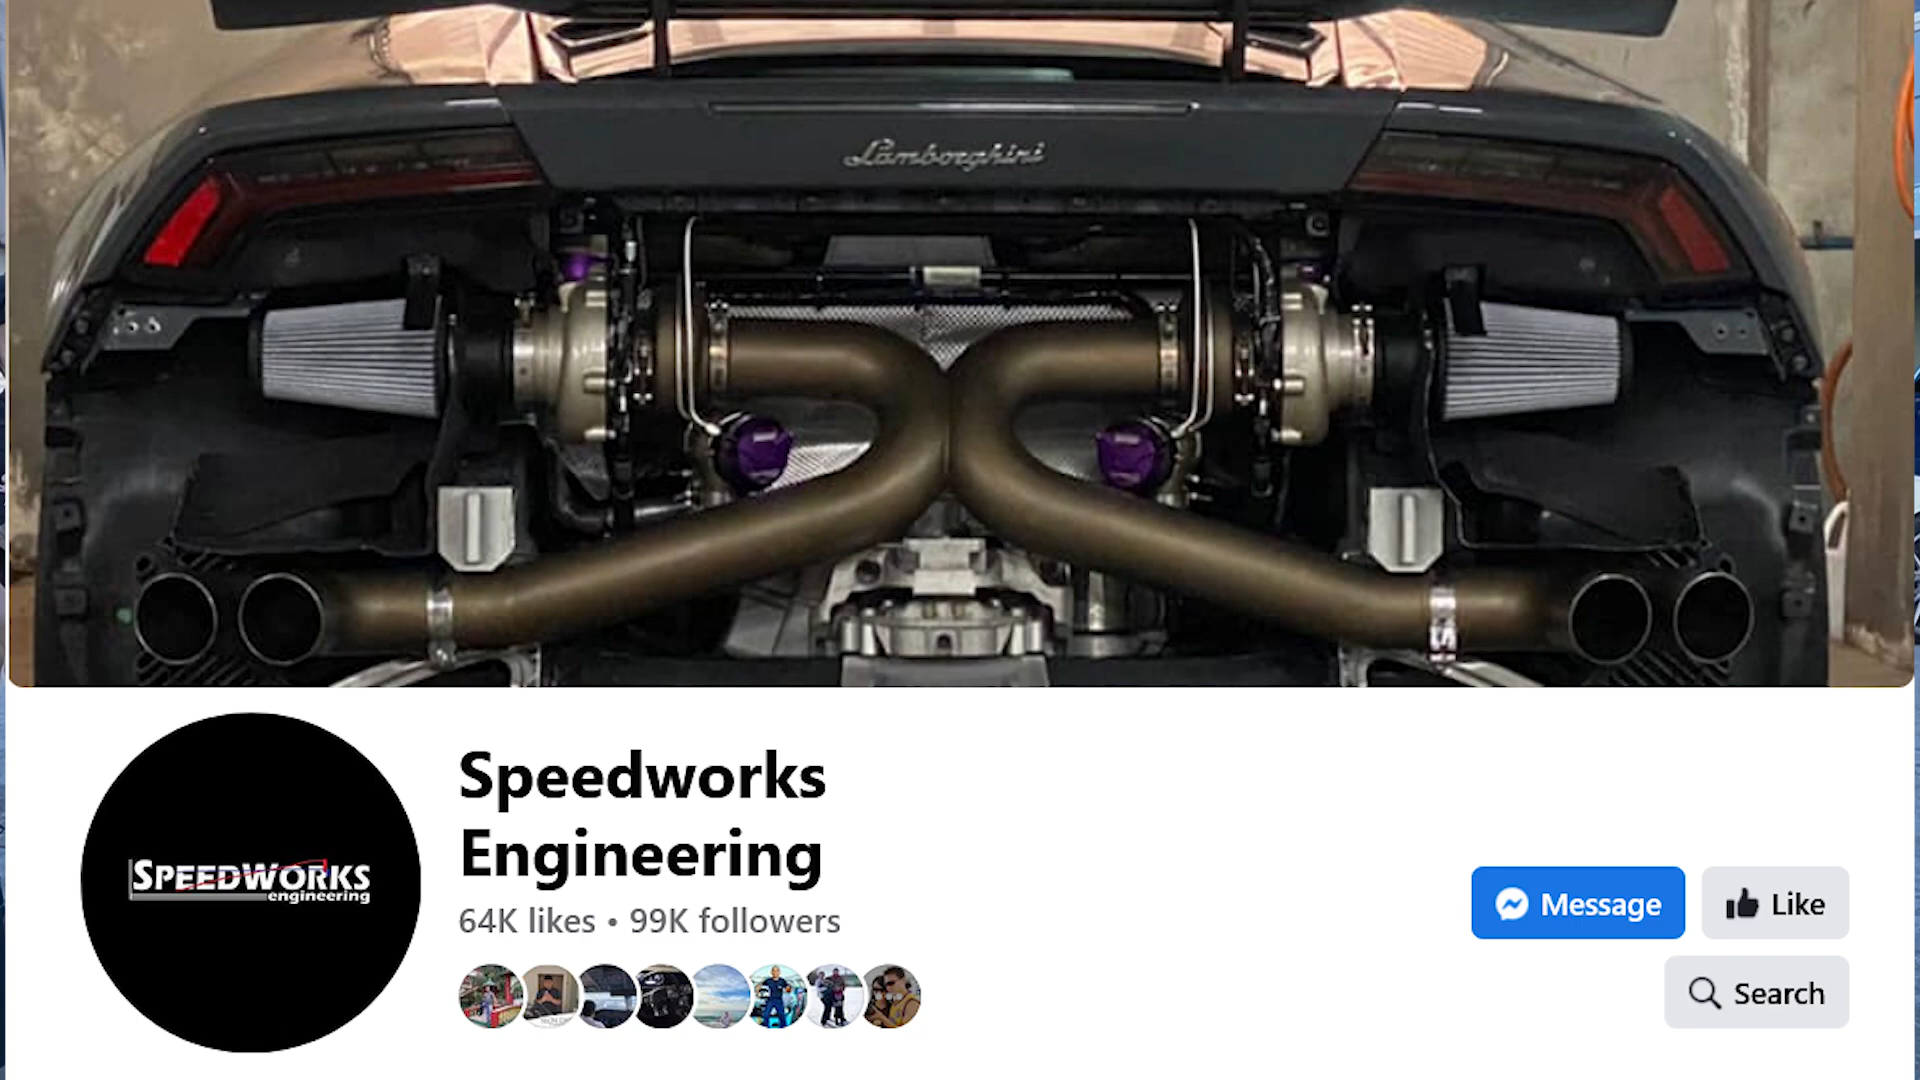 Lamborghini
Speedworks
Engineering
64K likes • 99K followers
SPEEDWORKS
engineering
Message
Like
Search